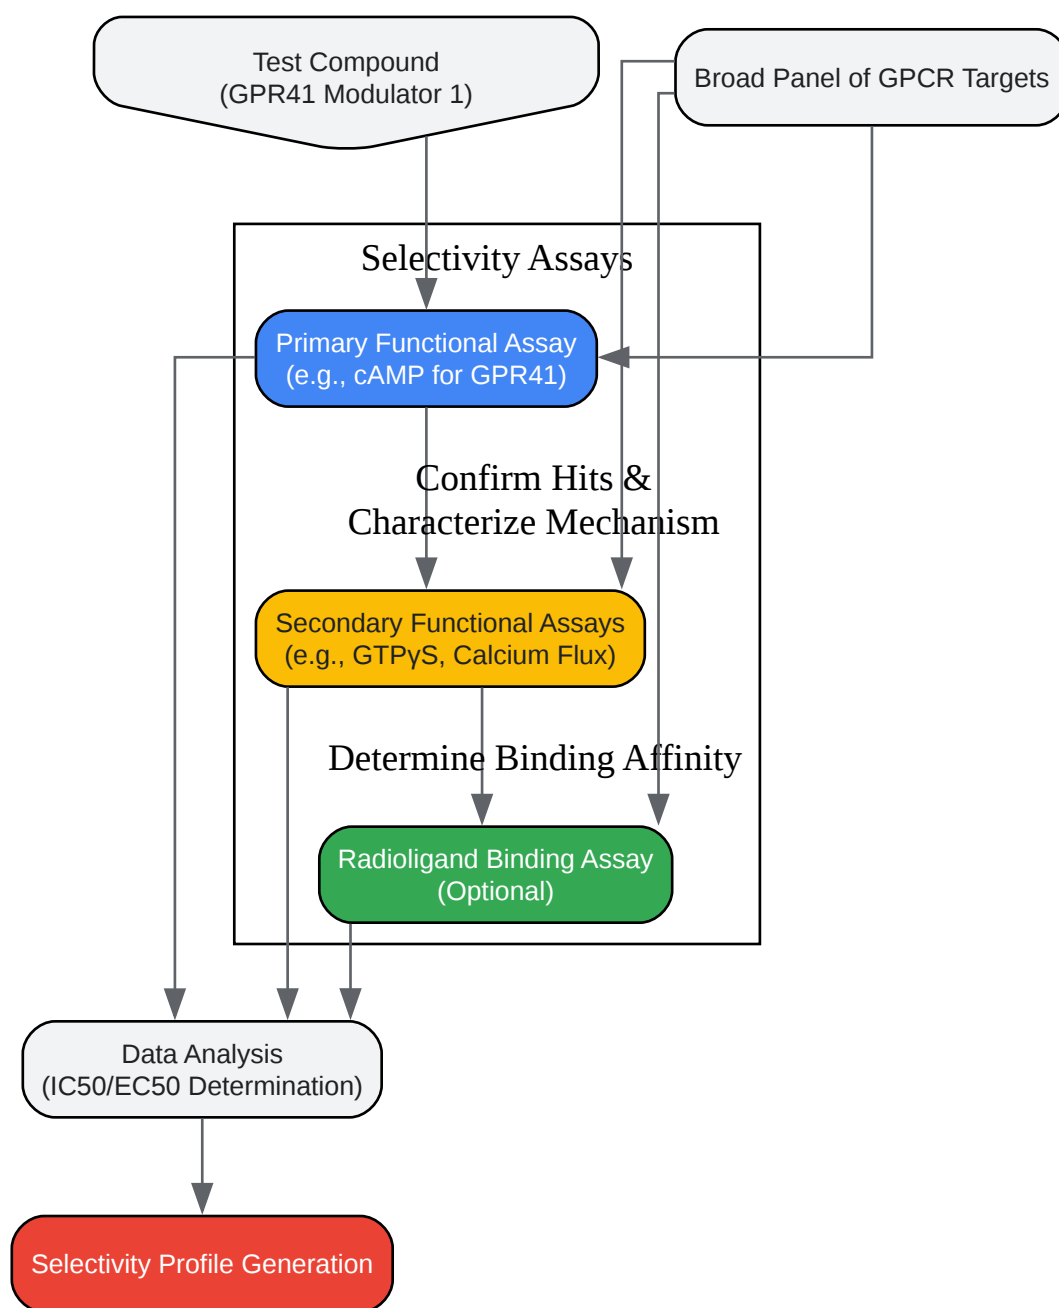 Test Compound
(GPR41 Modulator 1)
Broad Panel of GPCR Targets
Selectivity Assays
Primary Functional Assay
(e.g., cAMP for GPR41)
Confirm Hits &
Characterize Mechanism
Secondary Functional Assays
(e.g., GTPγS, Calcium Flux)
Determine Binding Affinity
Radioligand Binding Assay
(Optional)
Data Analysis
(IC50/EC50 Determination)
Selectivity Profile Generation